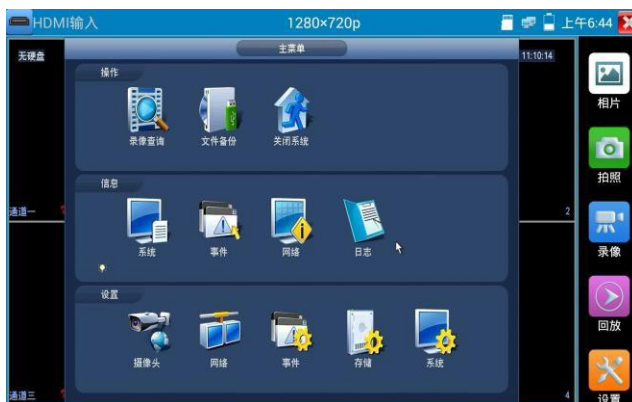 HDMI输入 1280×720p 上午6:44
无硬盘 主菜单 11:10:14
操作
录像查询 文件备份 关闭系统
相片
拍照
信息
通道一 2
系统 事件 网络 日志
录像
设置
回放
摄像头 网络 事件 存储 系统
通道三 4 设置